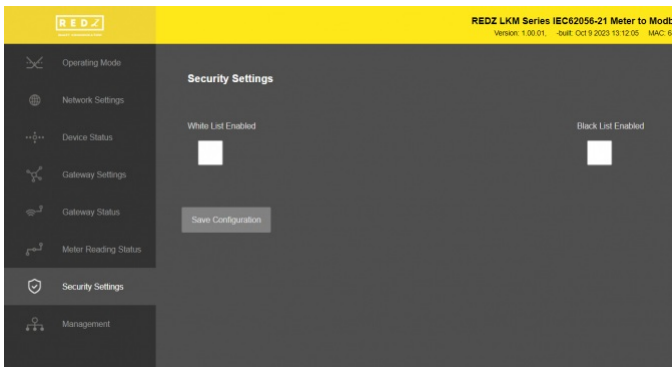 REDZ
REDZ LKM Series IEC62056-21 Meter to Modb
Version: 1.00.01, -built: Oct 9 2023 13:12:05 MAC: 6
Operating Mode
Network Settings
Device Status
Gateway Settings
Gateway Status
Meter Reading Status
Security Settings
Management
Security Settings
White List Enabled
Black List Enabled
Save Configuration